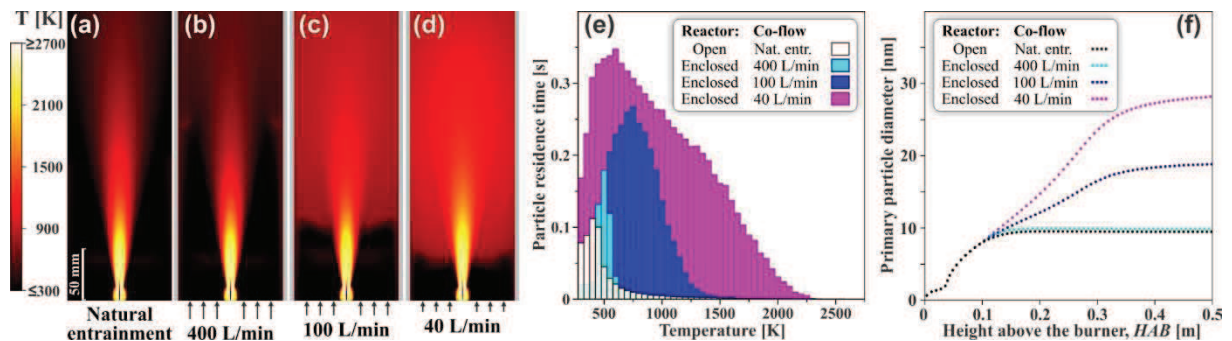 T [K]
≥2700
2100
1500
900
≤300
(a)
(b)
(c)
(d)
50 mm
Natural
entrainment
400 L/min
100 L/min
40 L/min
(e)
Reactor: Co-flow
Open Nat. entr.
Enclosed 400 L/min
Enclosed 100 L/min
Enclosed 40 L/min
Particle residence time [s]
0.3
0.2
0.1
0
500 1000 1500 2000 2500
Temperature [K]
(f)
Reactor: Co-flow
Open Nat. entr.
Enclosed 400 L/min
Enclosed 100 L/min
Enclosed 40 L/min
Primary particle diameter [nm]
30
20
10
0
0 0.1 0.2 0.3 0.4 0.5
Height above the burner, HAB [m]